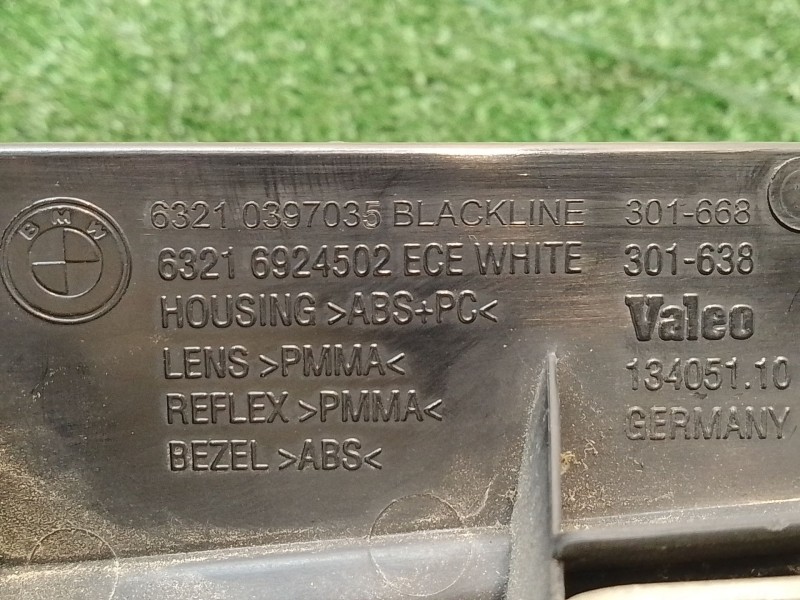 BMW
6321 0397035 BLACKLINE 301-668
6321 6924502 ECE WHITE 301-638
HOUSING >ABS+PC< Valeo
LENS >PMMA< 134051.10
REFLEX >PMMA< GERMANY
BEZEL >ABS<